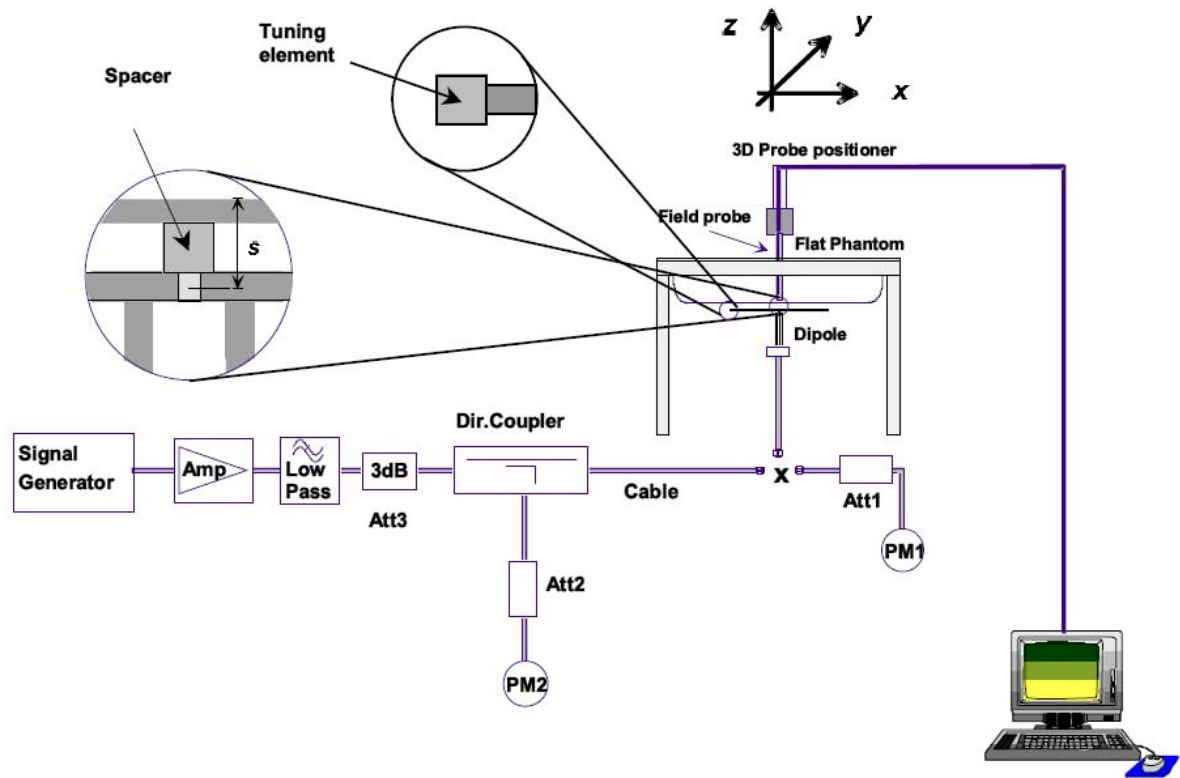 Tuning
element
Spacer
z
y
x
3D Probe positioner
Field probe
Flat Phantom
s
Dipole
Dir.Coupler
Signal
Generator
Amp
Low
Pass
3dB
Att3
Cable
x
Att1
PM1
Att2
PM2